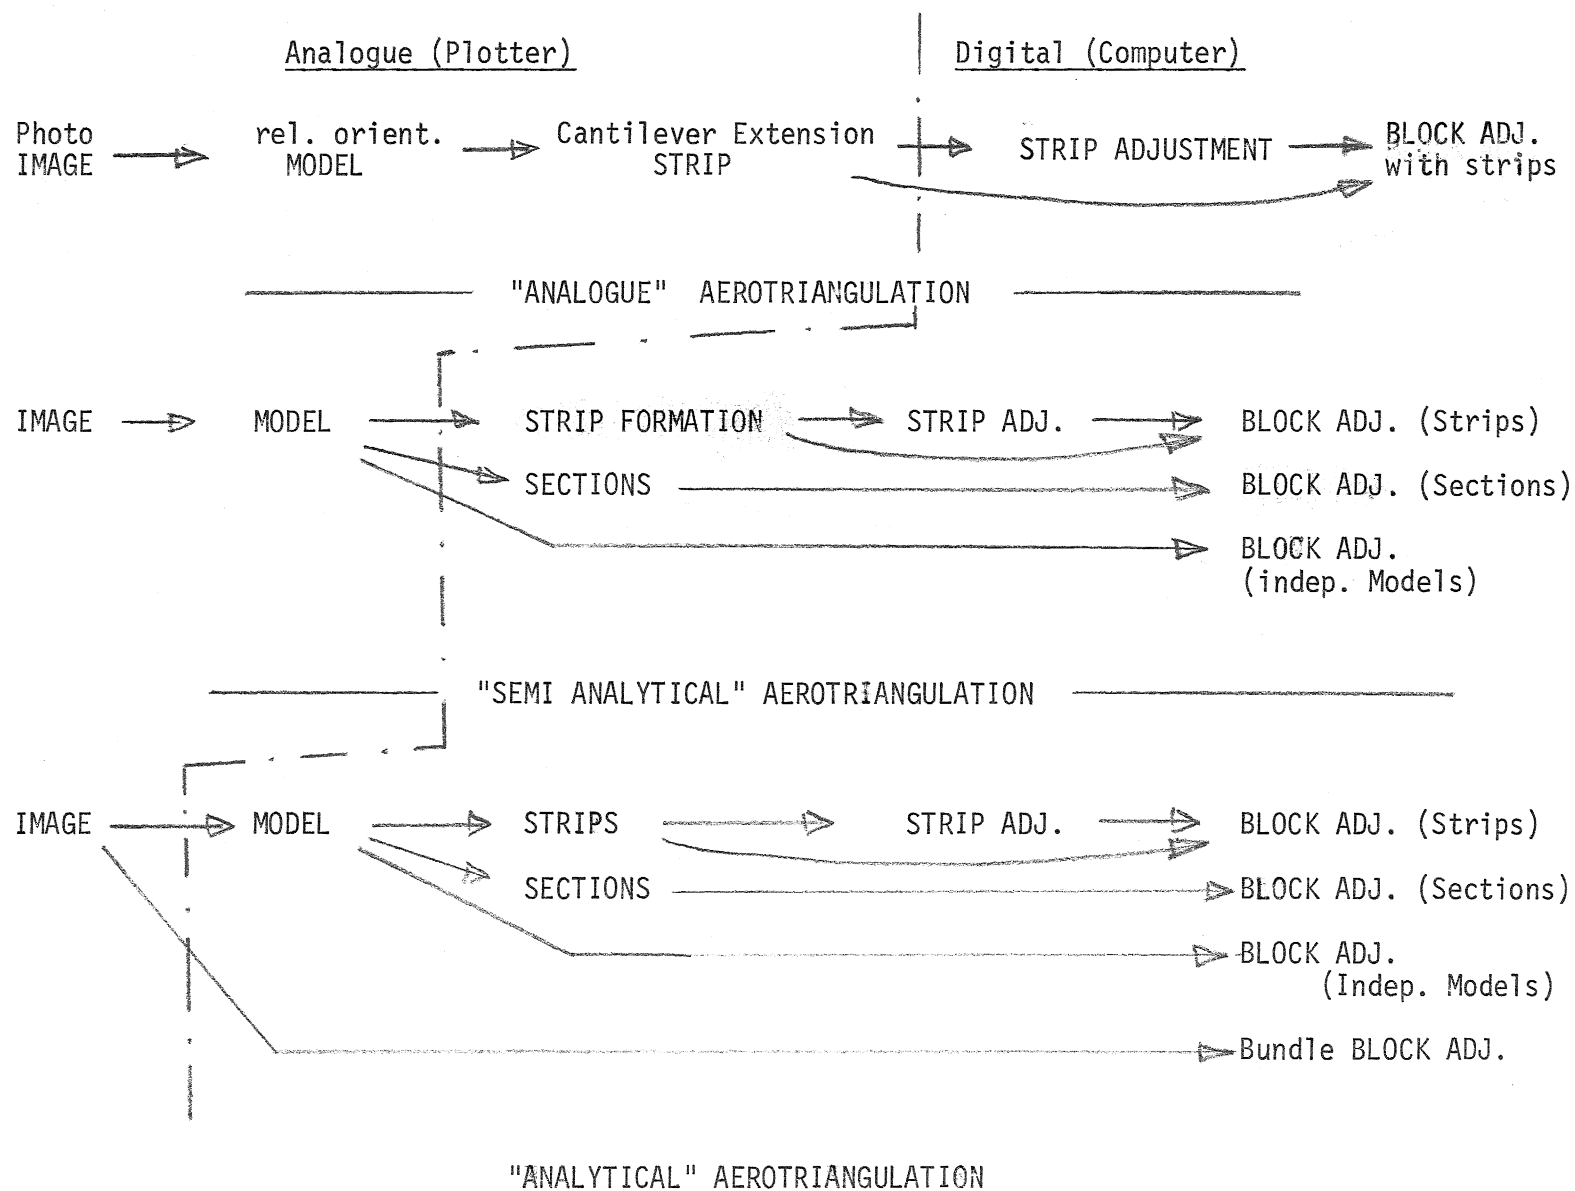 Analogue (Plotter) Digital (Computer)
Photo IMAGE
rel. orient. MODEL
Cantilever Extension STRIP
STRIP ADJUSTMENT
BLOCK ADJ. with strips
"ANALOGUE" AEROTRIANGULATION
IMAGE MODEL STRIP FORMATION STRIP ADJ. BLOCK ADJ. (Strips)
SECTIONS BLOCK ADJ. (Sections)
BLOCK ADJ.
(indep. Models)
"SEMI ANALYTICAL" AEROTRIANGULATION
IMAGE MODEL STRIPS STRIP ADJ. BLOCK ADJ. (Strips)
SECTIONS BLOCK ADJ. (Sections)
BLOCK ADJ.
(Indep. Models)
Bundle BLOCK ADJ.
"ANALYTICAL" AEROTRIANGULATION